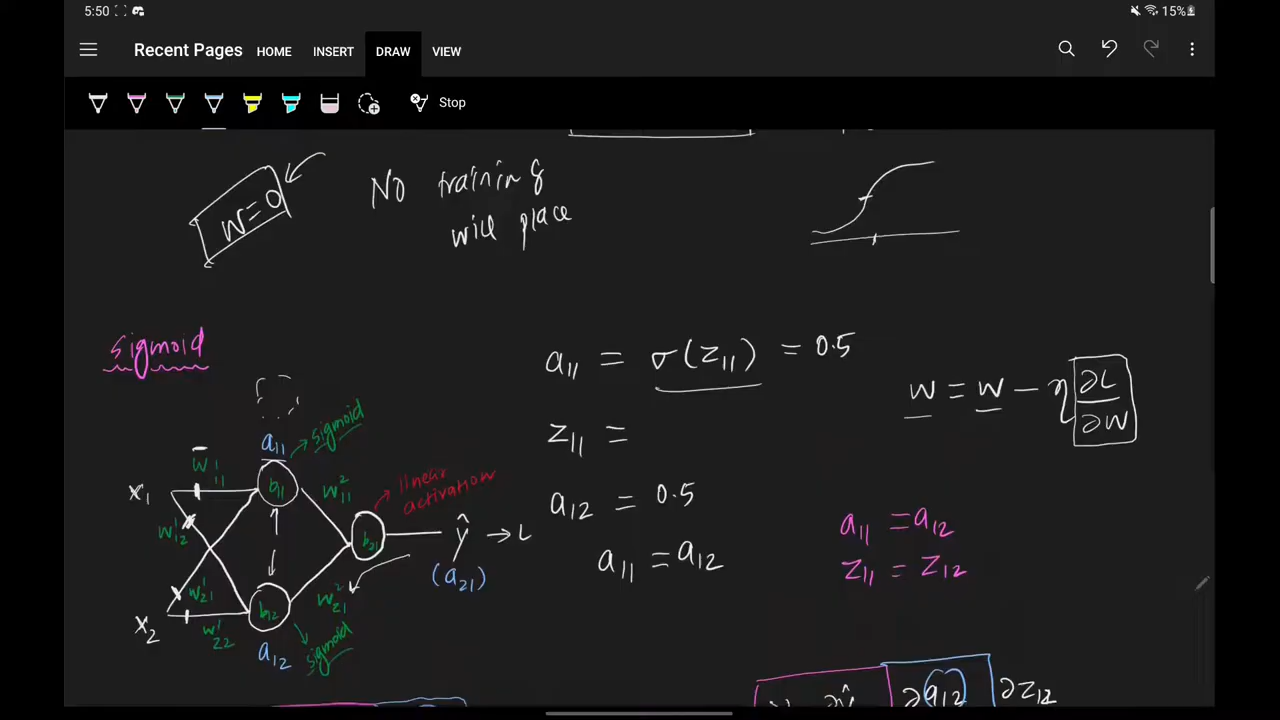 5:50 15%
Recent Pages HOME INSERT DRAW VIEW
Stop
W=0
No training
will place
sigmoid
a11 = σ(z11) = 0.5
w = w − η ∂L/∂w
z11 =
a11 → sigmoid
linear activation
x1 w¹11 b11 w²11
a12 = 0.5
w¹12 b21 ŷ → L
a11 = a12
a11 = a12
z11 = z12
(a21)
w¹21 b12 w²21
x2 w¹22
a12 sigmoid
∂a12 ∂z12